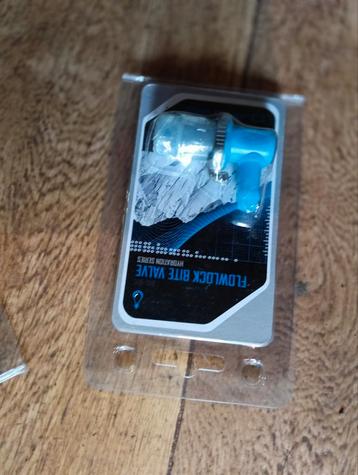 FLOWLOCK BITE VALVE
HYDRATION SERIES